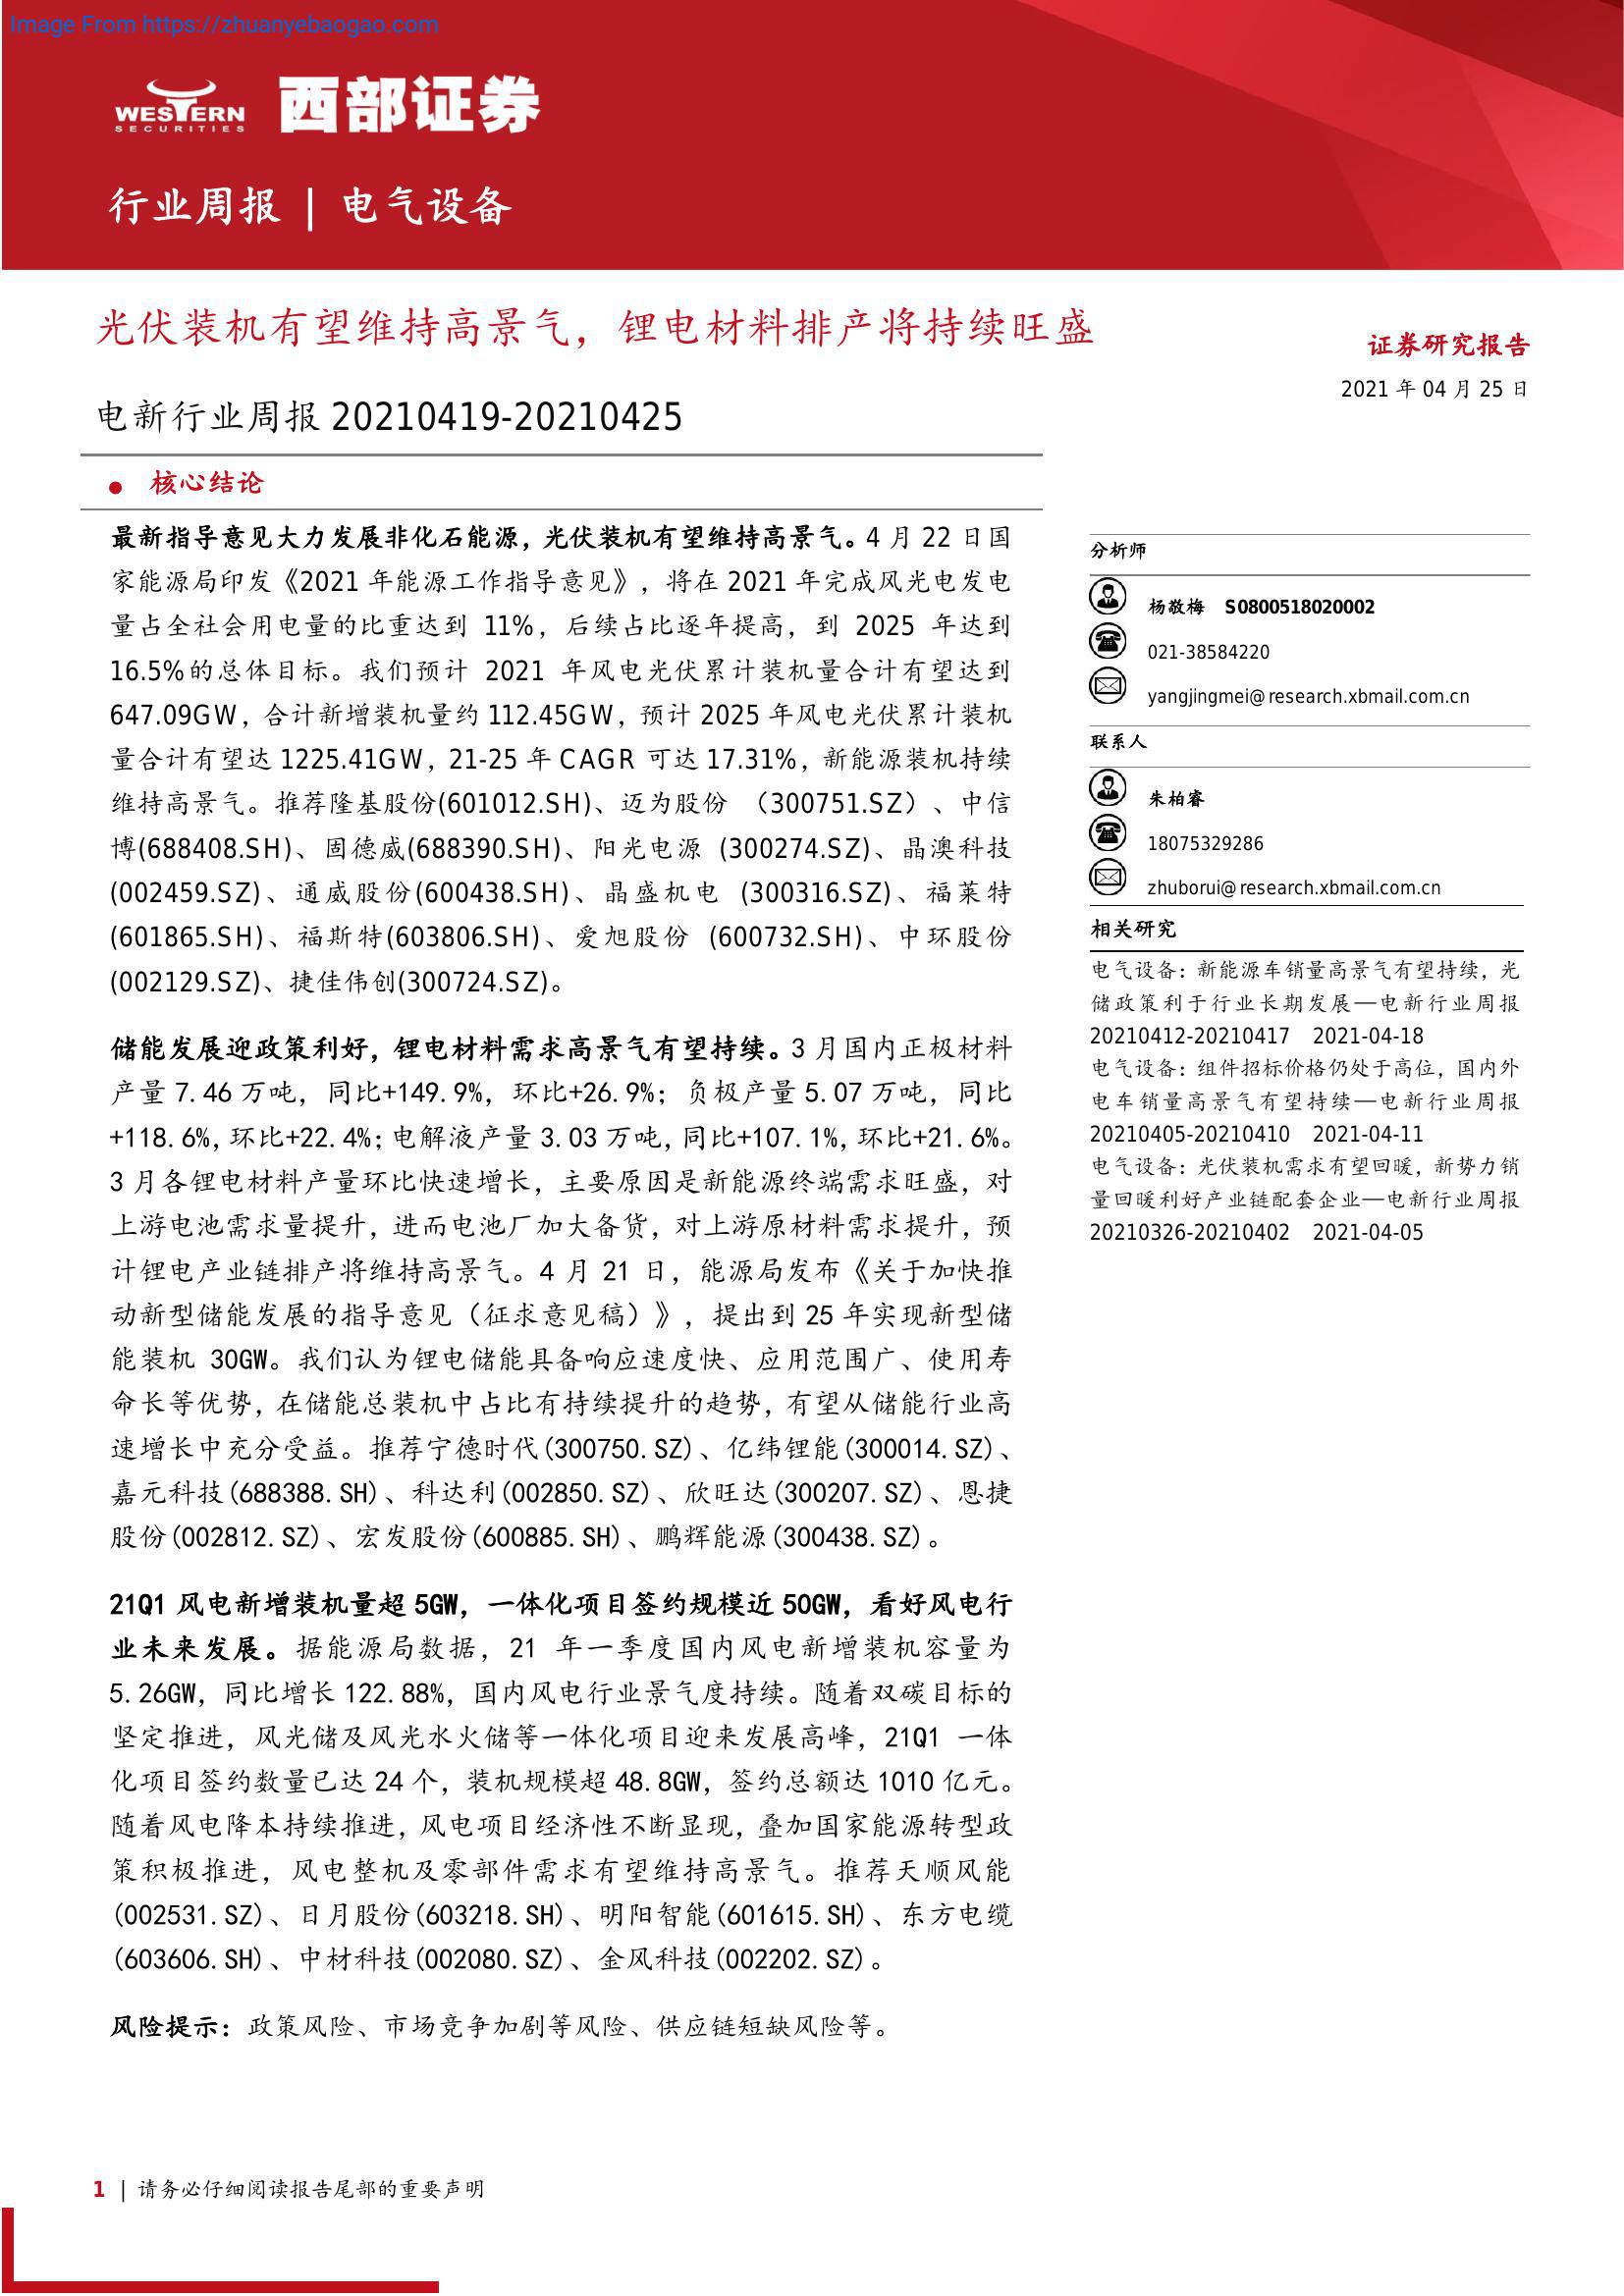 Image From https://zhuanyebaogao.com
WESTERN
SECURITIES
西部证券
行业周报 | 电气设备
光伏装机有望维持高景气，锂电材料排产将持续旺盛
电新行业周报 20210419-20210425
证券研究报告
2021 年 04 月 25 日
● 核心结论
最新指导意见大力发展非化石能源，光伏装机有望维持高景气。4 月 22 日国
家能源局印发《2021 年能源工作指导意见》，将在 2021 年完成风光电发电
量占全社会用电量的比重达到 11%，后续占比逐年提高，到 2025 年达到
16.5%的总体目标。我们预计 2021 年风电光伏累计装机量合计有望达到
647.09GW，合计新增装机量约 112.45GW，预计 2025 年风电光伏累计装机
量合计有望达 1225.41GW，21-25 年 CAGR 可达 17.31%，新能源装机持续
维持高景气。推荐隆基股份(601012.SH)、迈为股份 （300751.SZ）、中信
博(688408.SH)、固德威(688390.SH)、阳光电源 (300274.SZ)、晶澳科技
(002459.SZ)、通威股份(600438.SH)、晶盛机电 (300316.SZ)、福莱特
(601865.SH)、福斯特(603806.SH)、爱旭股份 (600732.SH)、中环股份
(002129.SZ)、捷佳伟创(300724.SZ)。
储能发展迎政策利好，锂电材料需求高景气有望持续。3 月国内正极材料
产量 7.46 万吨，同比+149.9%，环比+26.9%；负极产量 5.07 万吨，同比
+118.6%，环比+22.4%；电解液产量 3.03 万吨，同比+107.1%，环比+21.6%。
3 月各锂电材料产量环比快速增长，主要原因是新能源终端需求旺盛，对
上游电池需求量提升，进而电池厂加大备货，对上游原材料需求提升，预
计锂电产业链排产将维持高景气。4 月 21 日，能源局发布《关于加快推
动新型储能发展的指导意见（征求意见稿）》，提出到 25 年实现新型储
能装机 30GW。我们认为锂电储能具备响应速度快、应用范围广、使用寿
命长等优势，在储能总装机中占比有持续提升的趋势，有望从储能行业高
速增长中充分受益。推荐宁德时代(300750.SZ)、亿纬锂能(300014.SZ)、
嘉元科技(688388.SH)、科达利(002850.SZ)、欣旺达(300207.SZ)、恩捷
股份(002812.SZ)、宏发股份(600885.SH)、鹏辉能源(300438.SZ)。
21Q1 风电新增装机量超 5GW，一体化项目签约规模近 50GW，看好风电行
业未来发展。据能源局数据，21 年一季度国内风电新增装机容量为
5.26GW，同比增长 122.88%，国内风电行业景气度持续。随着双碳目标的
坚定推进，风光储及风光水火储等一体化项目迎来发展高峰，21Q1 一体
化项目签约数量已达 24 个，装机规模超 48.8GW，签约总额达 1010 亿元。
随着风电降本持续推进，风电项目经济性不断显现，叠加国家能源转型政
策积极推进，风电整机及零部件需求有望维持高景气。推荐天顺风能
(002531.SZ)、日月股份(603218.SH)、明阳智能(601615.SH)、东方电缆
(603606.SH)、中材科技(002080.SZ)、金风科技(002202.SZ)。
风险提示：政策风险、市场竞争加剧等风险、供应链短缺风险等。
分析师
杨敬梅 S0800518020002
021-38584220
yangjingmei@research.xbmail.com.cn
联系人
朱柏睿
18075329286
zhuborui@research.xbmail.com.cn
相关研究
电气设备：新能源车销量高景气有望持续，光
储政策利于行业长期发展—电新行业周报
20210412-20210417 2021-04-18
电气设备：组件招标价格仍处于高位，国内外
电车销量高景气有望持续—电新行业周报
20210405-20210410 2021-04-11
电气设备：光伏装机需求有望回暖，新势力销
量回暖利好产业链配套企业—电新行业周报
20210326-20210402 2021-04-05
1 | 请务必仔细阅读报告尾部的重要声明